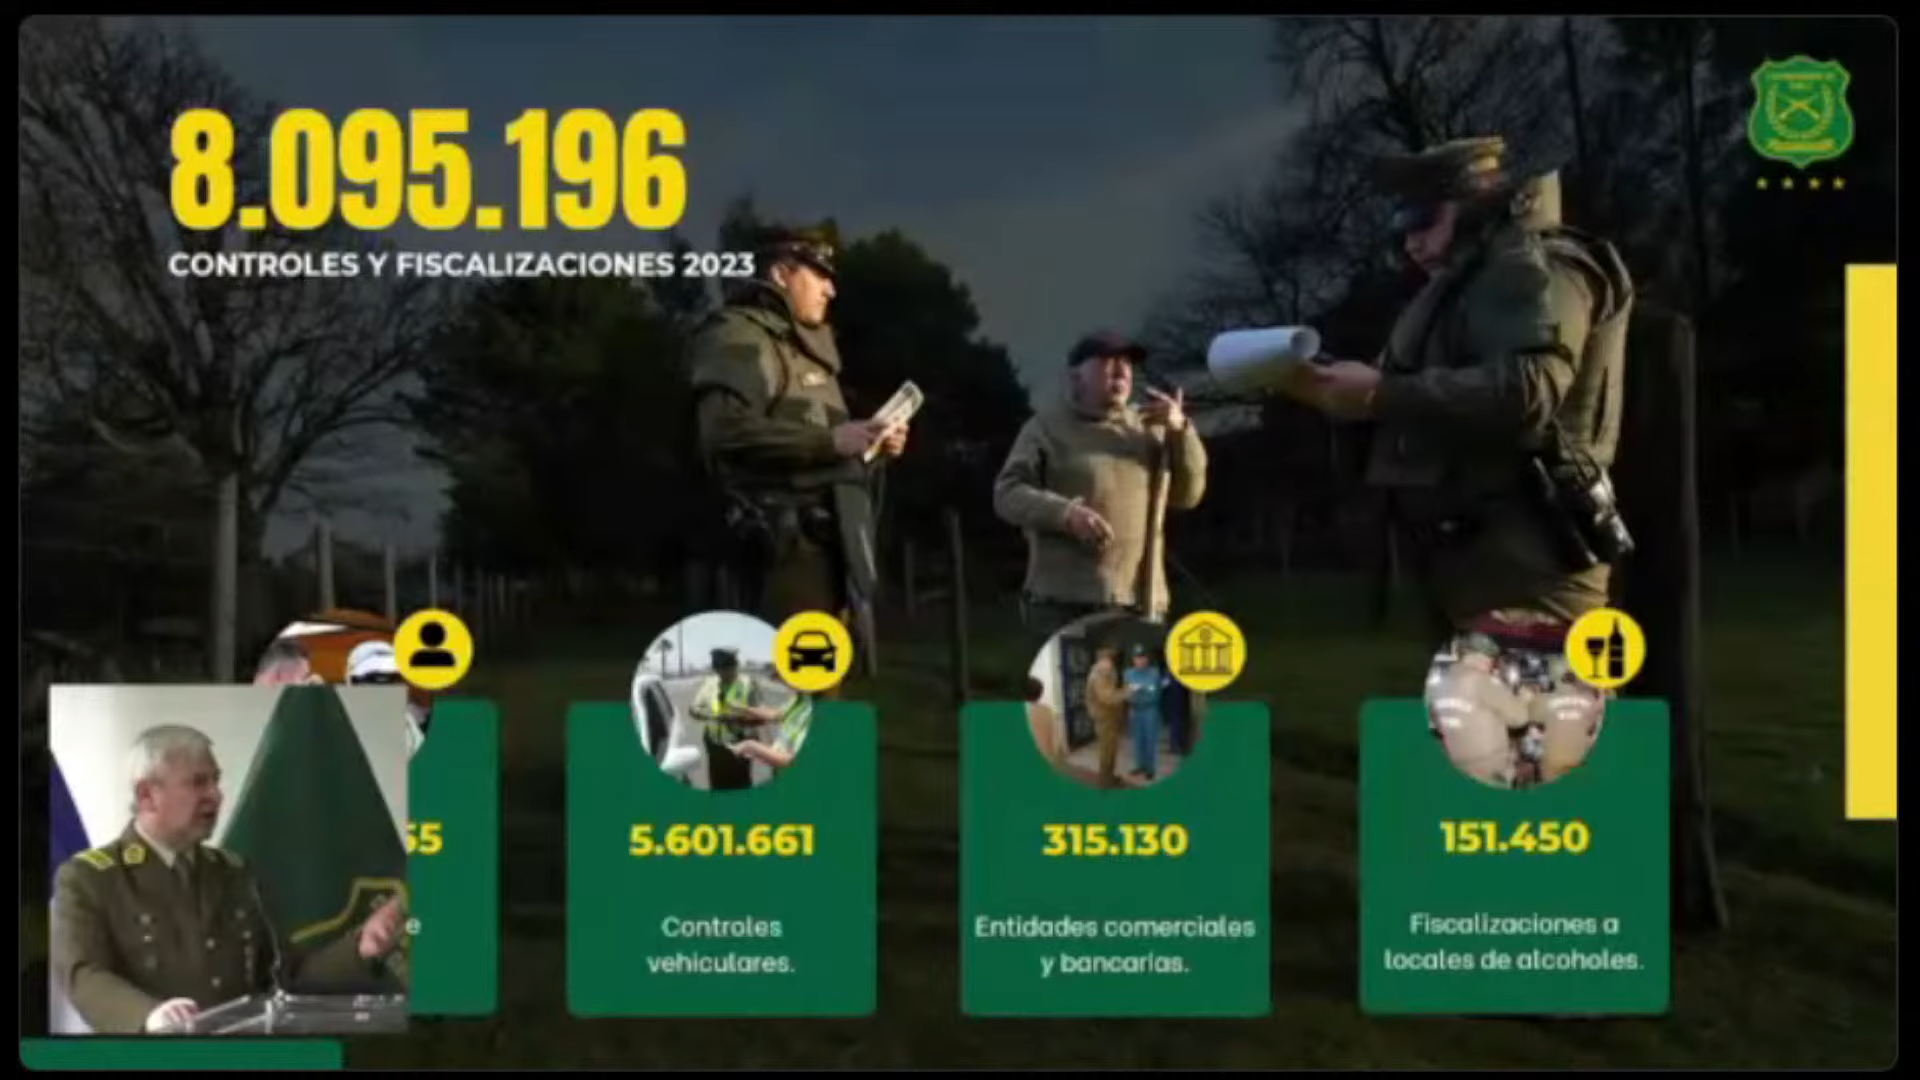 8.095.196
CONTROLES Y FISCALIZACIONES 2023
55
e
5.601.661
Controles
vehiculares.
315.130
Entidades comerciales
y bancarias.
151.450
Fiscalizaciones a
locales de alcoholes.